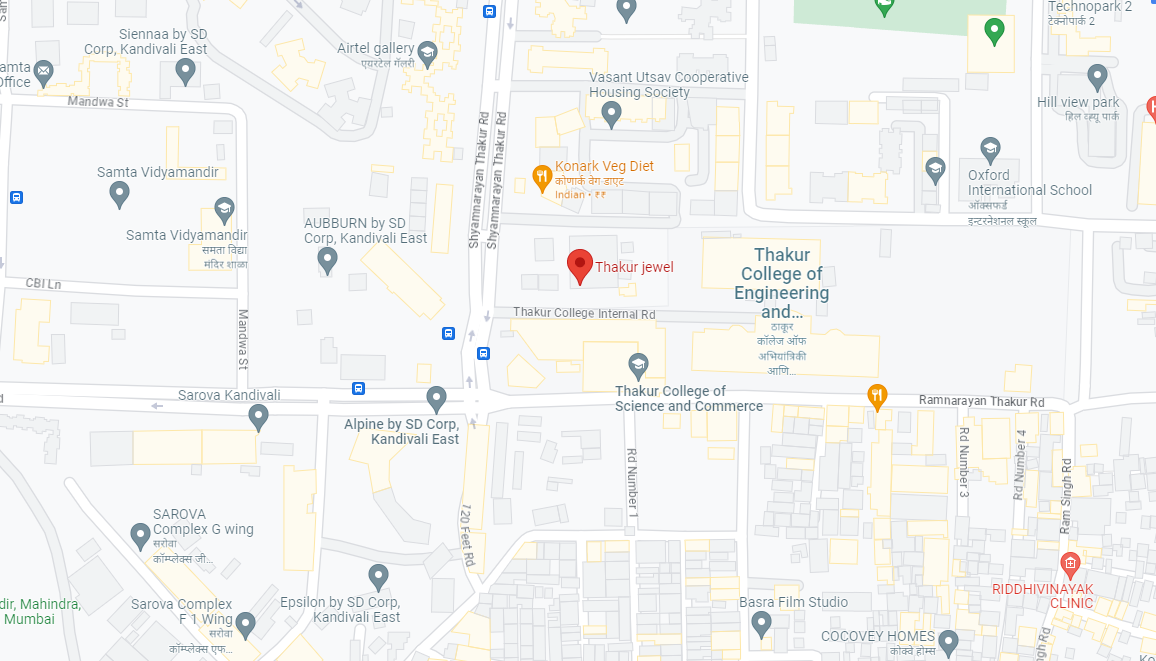 Technopark 2
टेक्नोपार्क 2
Siennaa by SD
Corp, Kandivali East
Airtel gallery
एयरटेल गॅलरी
amta
Office
Mandwa St
Vasant Utsav Cooperative
Housing Society
Hill view park
हिल व्ह्यू पार्क
Shyamnarayan Thakur Rd
Shyamnarayan Thakur Rd
Konark Veg Diet
कोणार्क वेग डाएट
Indian • ₹₹
Samta Vidyamandir
Oxford
International School
ऑक्सफर्ड
इन्टरनेशनल स्कूल
AUBBURN by SD
Corp, Kandivali East
Samta Vidyamandir
समता विद्या
मंदिर शाळा
Thakur jewel
Thakur
College of
Engineering
and...
ठाकूर
कॉलेज ऑफ
अभियांत्रिकी
आणि...
CBI Ln
Mandwa St
Thakur College Internal Rd
Thakur College of
Science and Commerce
Sarova Kandivali
Ramnarayan Thakur Rd
Alpine by SD Corp,
Kandivali East
Rd Number 1
Rd Number 3
Rd Number 4
Ram Singh Rd
120 Feet Rd
SAROVA
Complex G wing
सरोवा
कॉम्प्लेक्स जी...
RIDDHIVINAYAK
CLINIC
dir, Mahindra,
Mumbai
Sarova Complex
F 1 Wing
सरोवा
कॉम्प्लेक्स एफ...
Epsilon by SD Corp,
Kandivali East
Basra Film Studio
COCOVEY HOMES
कोक्वे होम्स